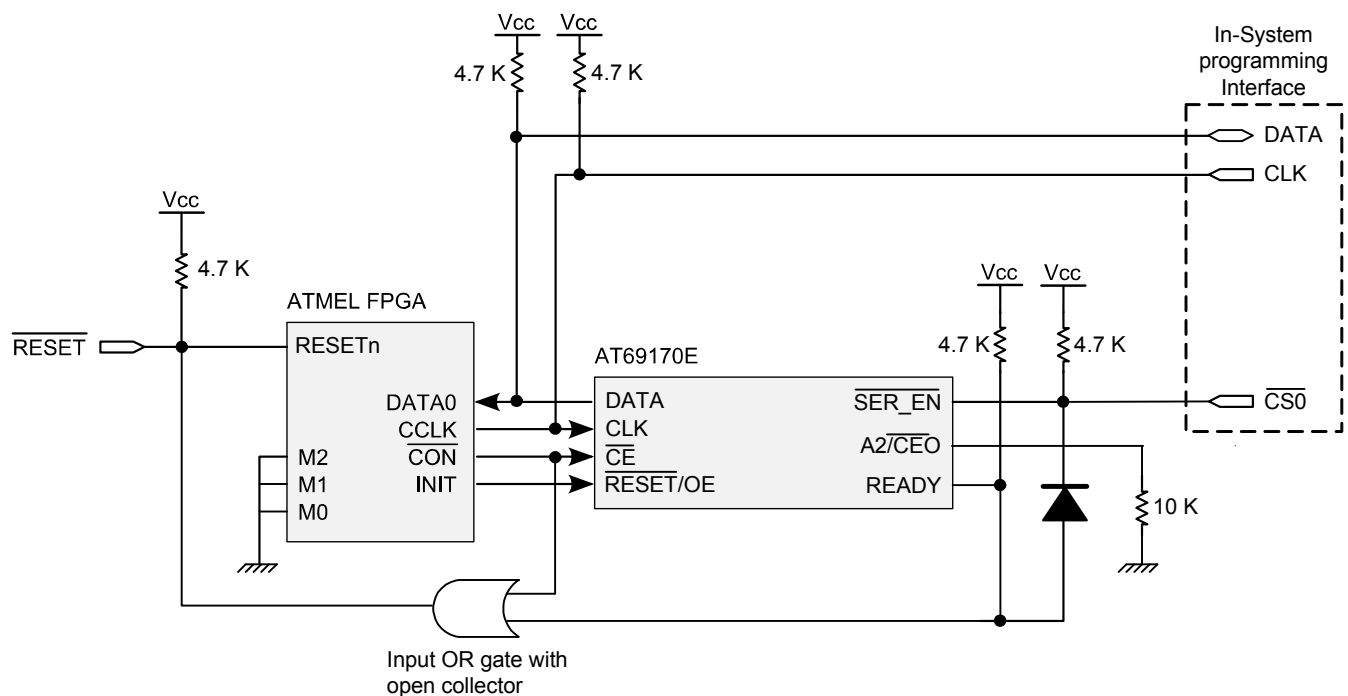 Vcc
Vcc
4.7 K
4.7 K
In-System
programming
Interface
DATA
CLK
Vcc
4.7 K
RESET
ATMEL FPGA
RESETn
DATA0
CCLK
CON
INIT
M2
M1
M0
AT69170E
DATA
CLK
CE
RESET/OE
SER_EN
A2/CEO
READY
Vcc
Vcc
4.7 K
4.7 K
CS0
10 K
Input OR gate with
open collector